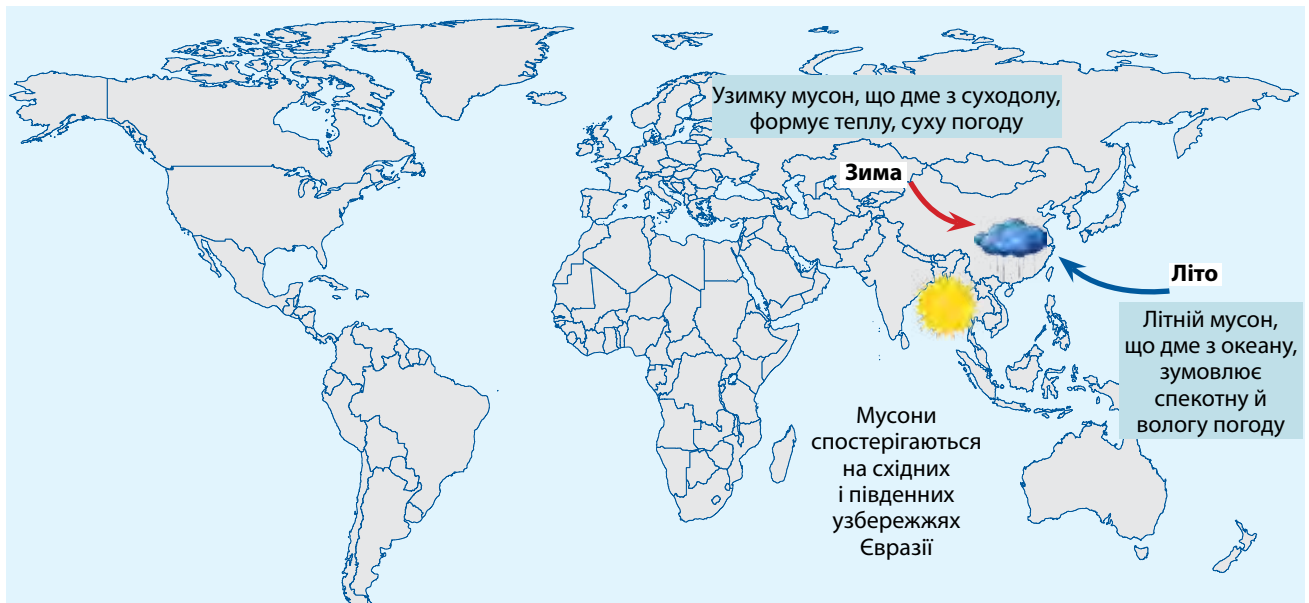 Узимку мусон, що дме з суходолу,
формує теплу, суху погоду
Зима
Літо
Літній мусон,
що дме з океану,
зумовлює
спекотну й
вологу погоду
Мусони
спостерігаються
на східних
і південних
узбережжях
Євразії